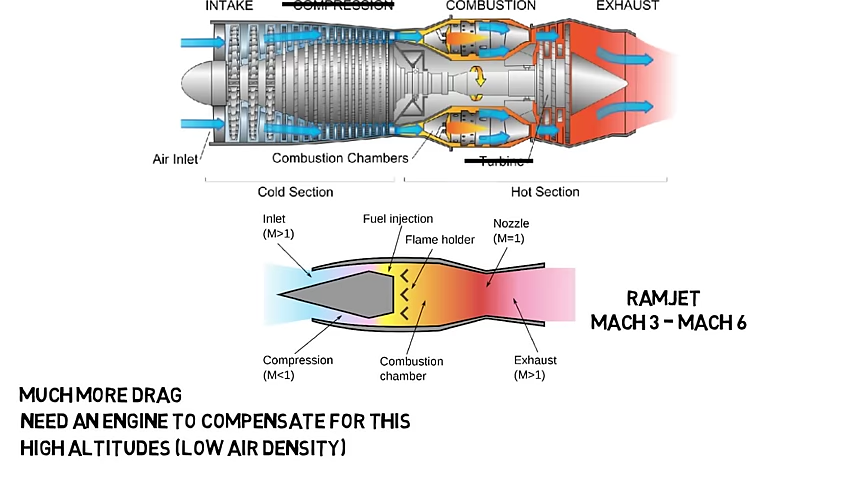 INTAKE COMPRESSION COMBUSTION EXHAUST
Air Inlet
Combustion Chambers
Turbine
Cold Section
Hot Section
Inlet
(M>1)
Fuel injection
Flame holder
Nozzle
(M=1)
Compression
(M<1)
Combustion
chamber
Exhaust
(M>1)
RAMJET
MACH 3 - MACH 6
MUCH MORE DRAG
NEED AN ENGINE TO COMPENSATE FOR THIS
HIGH ALTITUDES (LOW AIR DENSITY)